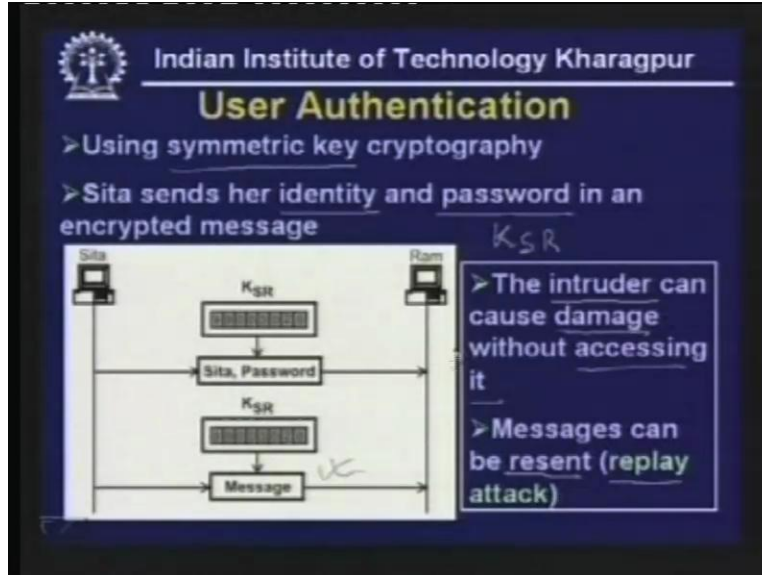 Indian Institute of Technology Kharagpur
User Authentication
➢Using symmetric key cryptography
➢Sita sends her identity and password in an
encrypted message
KSR
Sita
Ram
KSR
Sita, Password
KSR
Message
➢The intruder can
cause damage
without accessing
it
➢Messages can
be resent (replay
attack)